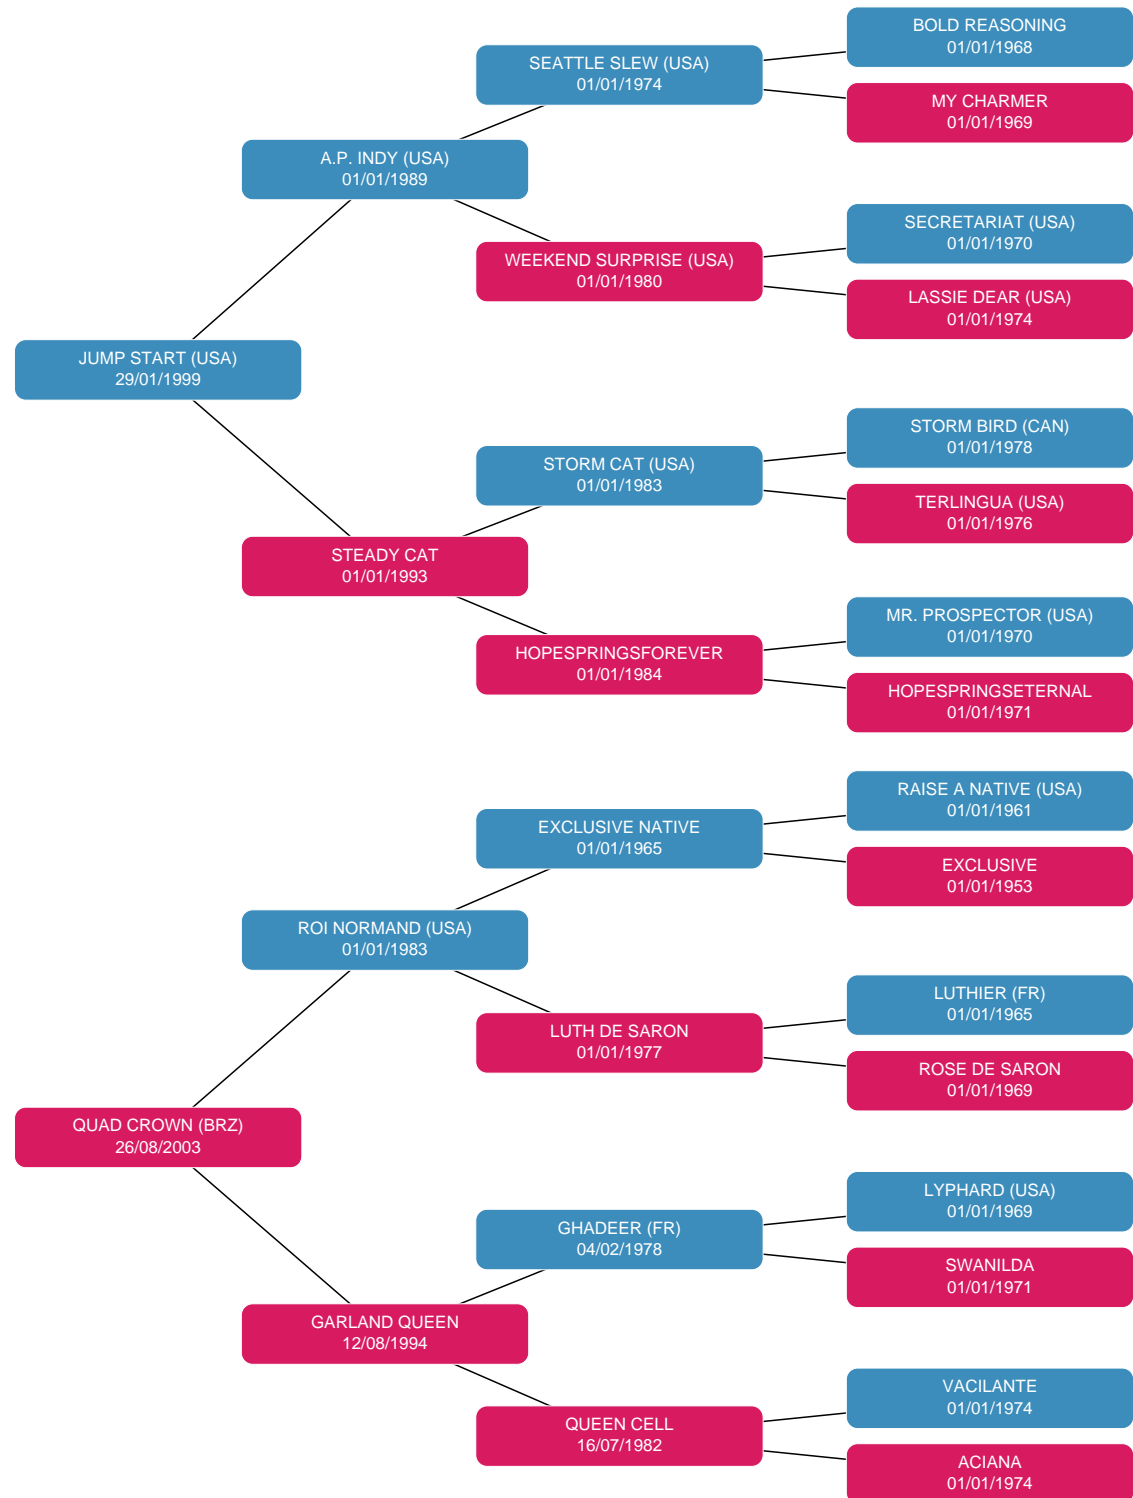 BOLD REASONING
01/01/1968
SEATTLE SLEW (USA)
01/01/1974
MY CHARMER
01/01/1969
A.P. INDY (USA)
01/01/1989
SECRETARIAT (USA)
01/01/1970
WEEKEND SURPRISE (USA)
01/01/1980
LASSIE DEAR (USA)
01/01/1974
JUMP START (USA)
29/01/1999
STORM BIRD (CAN)
01/01/1978
STORM CAT (USA)
01/01/1983
TERLINGUA (USA)
01/01/1976
STEADY CAT
01/01/1993
MR. PROSPECTOR (USA)
01/01/1970
HOPESPRINGSFOREVER
01/01/1984
HOPESPRINGSETERNAL
01/01/1971
RAISE A NATIVE (USA)
01/01/1961
EXCLUSIVE NATIVE
01/01/1965
EXCLUSIVE
01/01/1953
ROI NORMAND (USA)
01/01/1983
LUTHIER (FR)
01/01/1965
LUTH DE SARON
01/01/1977
ROSE DE SARON
01/01/1969
QUAD CROWN (BRZ)
26/08/2003
LYPHARD (USA)
01/01/1969
GHADEER (FR)
04/02/1978
SWANILDA
01/01/1971
GARLAND QUEEN
12/08/1994
VACILANTE
01/01/1974
QUEEN CELL
16/07/1982
ACIANA
01/01/1974